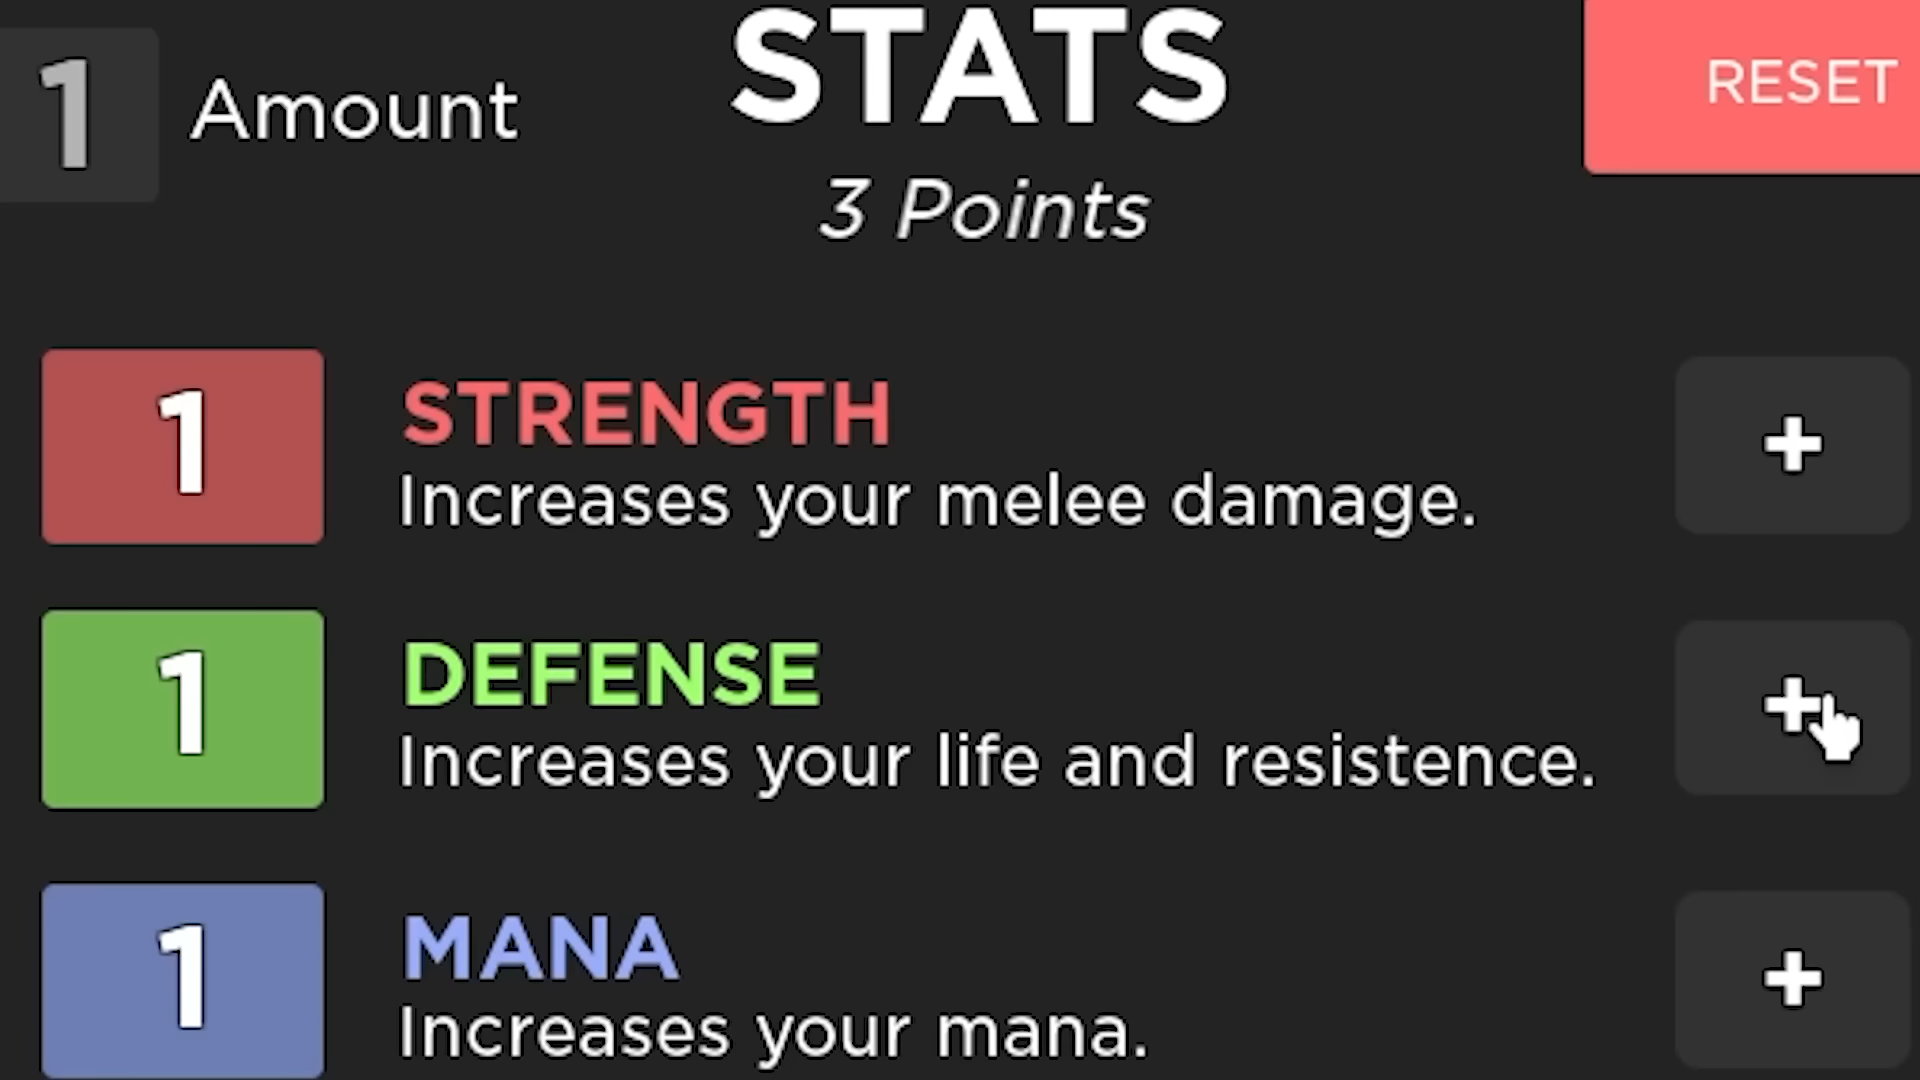 STATS
1 Amount
RESET
3 Points
1
STRENGTH
Increases your melee damage.
+
1
DEFENSE
Increases your life and resistence.
+
1
MANA
Increases your mana.
+